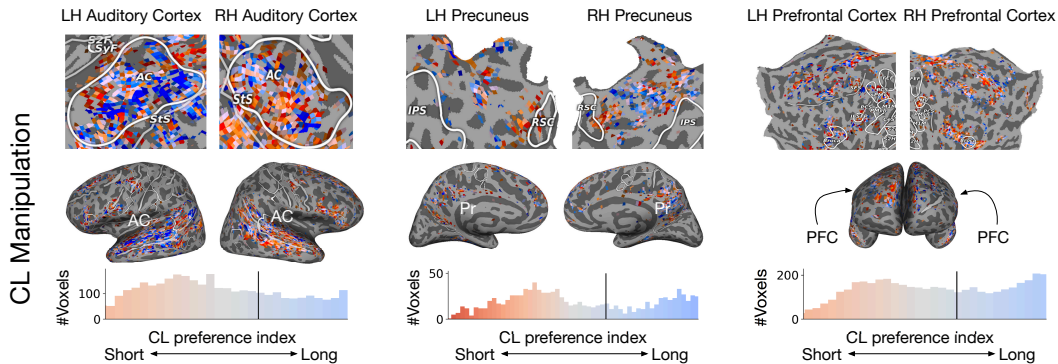 LH Auditory Cortex RH Auditory Cortex
LH Precuneus RH Precuneus
LH Prefrontal Cortex RH Prefrontal Cortex
CL Manipulation
SyF
AC
StS
AC
StS
IPS
RSC
RSC
IPS
AC
AC
Pr
Pr
PFC
PFC
#Voxels
100
0
CL preference index
Short Long
#Voxels
50
0
CL preference index
Short Long
#Voxels
200
0
CL preference index
Short Long